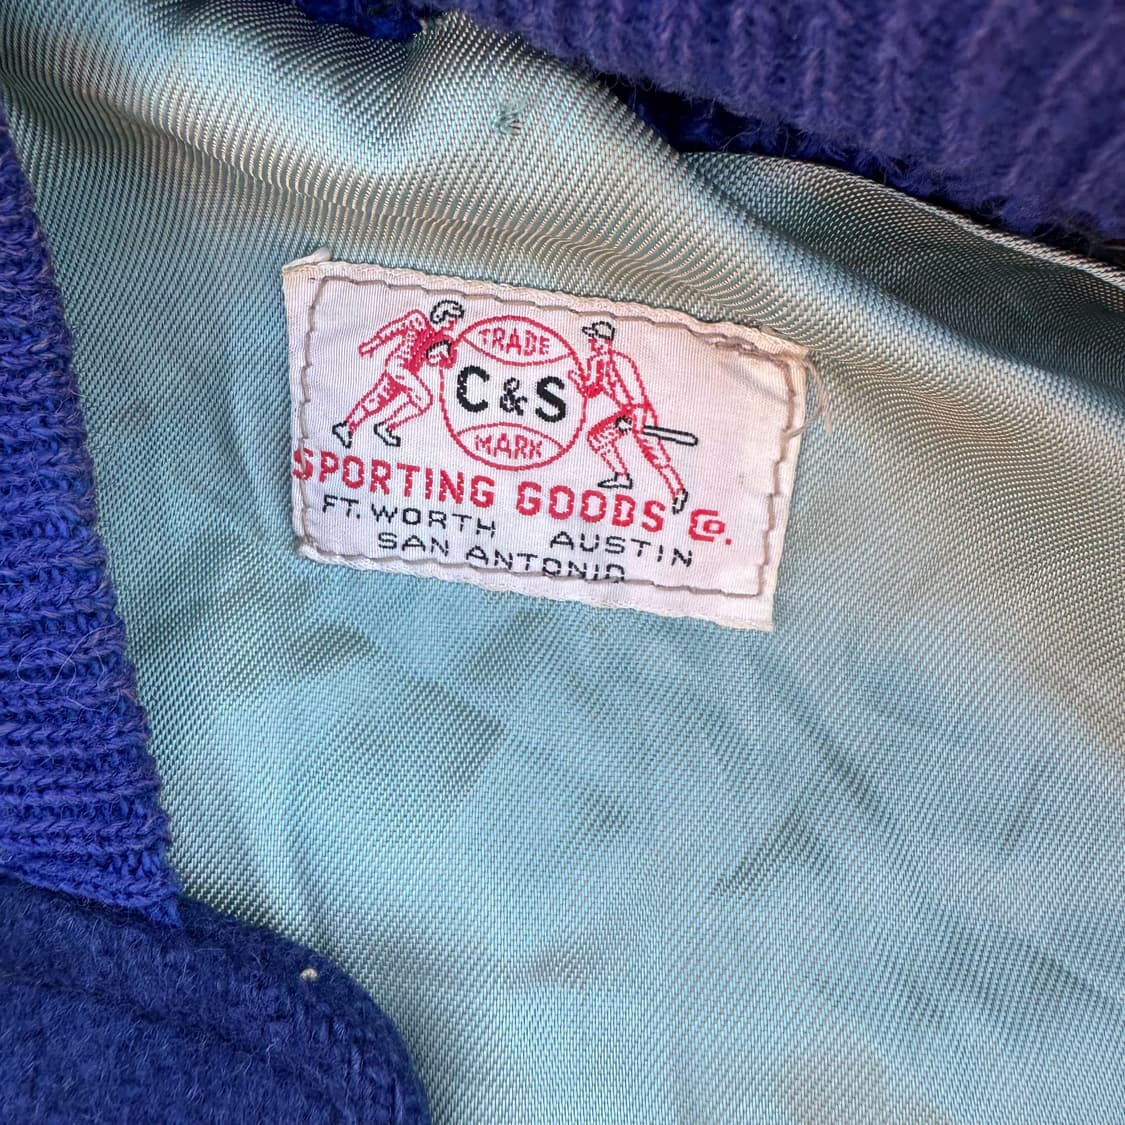 TRADE
C&S
MARK
SPORTING GOODS Co.
FT. WORTH AUSTIN
SAN ANTONIO